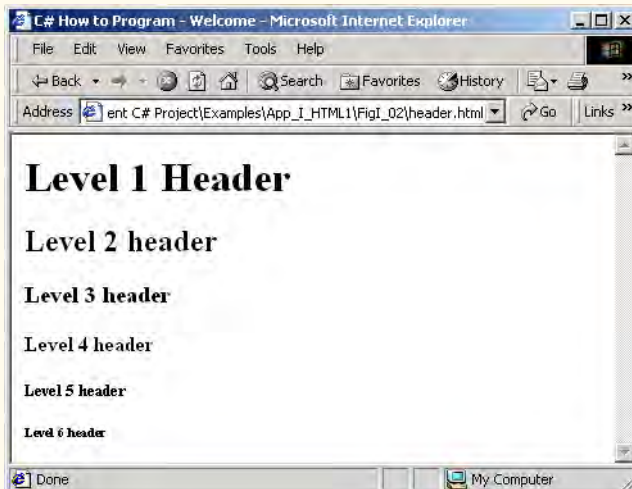 C# How to Program - Welcome - Microsoft Internet Explorer
File Edit View Favorites Tools Help
Back Search Favorites History »
Address ent C# Project\Examples\App_I_HTML1\FigI_02\header.html Go Links »
Level 1 Header
Level 2 header
Level 3 header
Level 4 header
Level 5 header
Level 6 header
Done My Computer